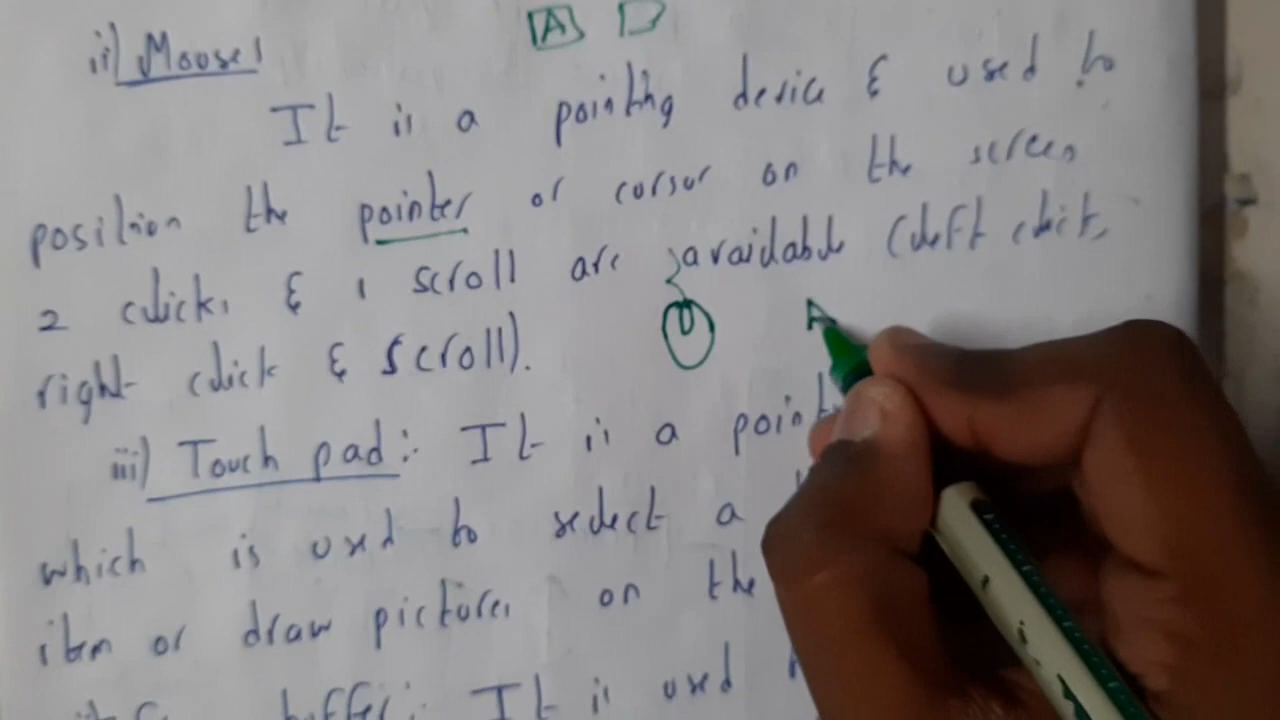 A
ii) Mouse:
It is a pointing device & used to
position the pointer or cursor on the screen
2 clicks & 1 scroll are available (left click,
right click & scroll).
A
iii) Touch pad: It is a point
which is used to select a
item or draw pictures on the
buffer: It is used